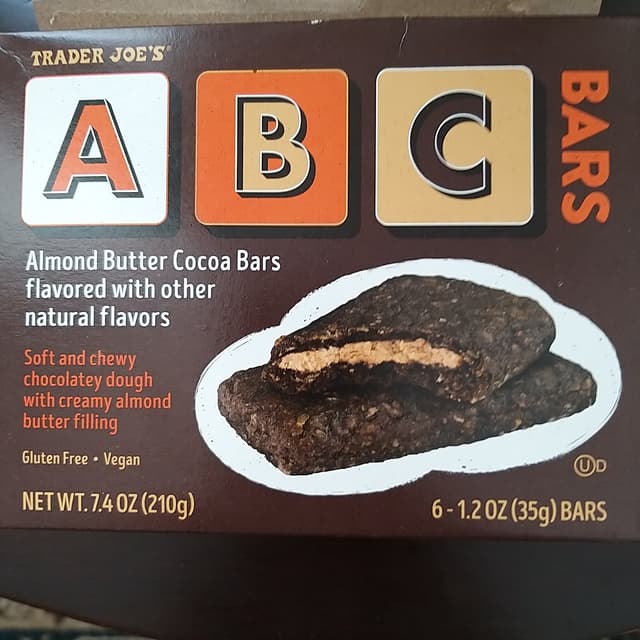 TRADER JOE'S
A B C BARS
Almond Butter Cocoa Bars
flavored with other
natural flavors
Soft and chewy
chocolatey dough
with creamy almond
butter filling
Gluten Free • Vegan
U D
NET WT. 7.4 OZ (210g)
6 - 1.2 OZ (35g) BARS